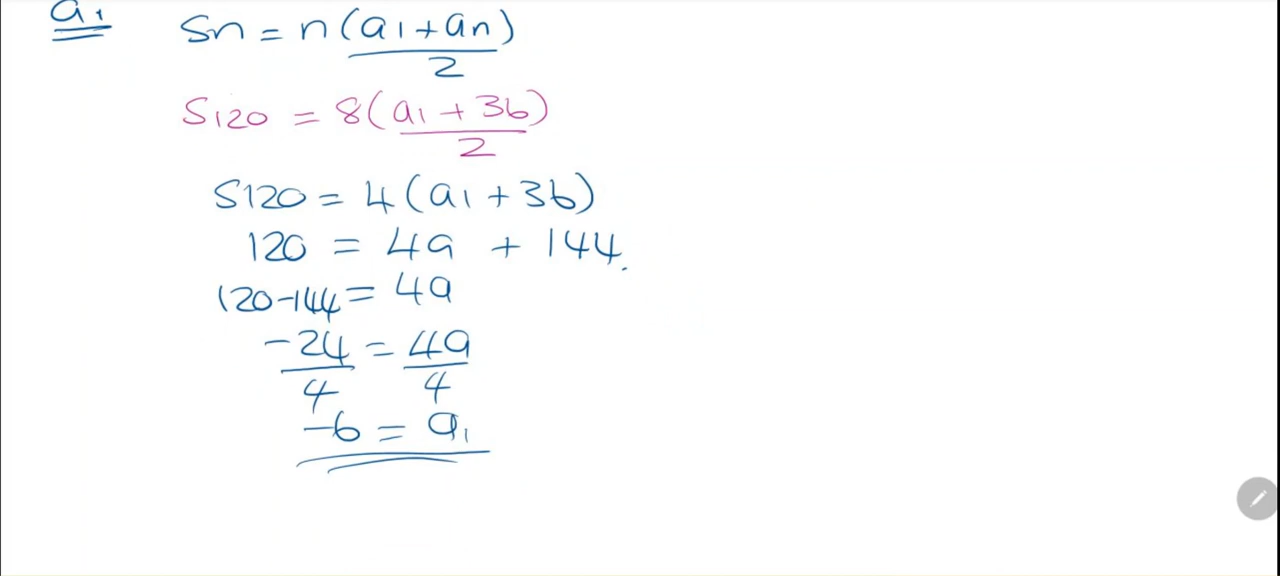 a1
Sn = n(a1+an)/2
S120 = 8(a1+36)/2
S120 = 4(a1+36)
120 = 4a + 144.
120-144 = 4a
-24/4 = 4a/4
-6 = a1